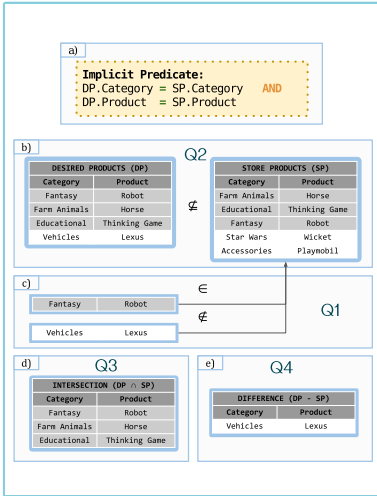 a)
Implicit Predicate:
DP.Category = SP.Category AND
DP.Product = SP.Product
b)
Q2
DESIRED PRODUCTS (DP)
Category Product
Fantasy Robot
Farm Animals Horse
Educational Thinking Game
Vehicles Lexus
⊈
STORE PRODUCTS (SP)
Category Product
Farm Animals Horse
Educational Thinking Game
Fantasy Robot
Star Wars Wicket
Accessories Playmobil
c)
Fantasy Robot
∈
Vehicles Lexus
∉
Q1
d)
Q3
INTERSECTION (DP ∩ SP)
Category Product
Fantasy Robot
Farm Animals Horse
Educational Thinking Game
e)
Q4
DIFFERENCE (DP - SP)
Category Product
Vehicles Lexus